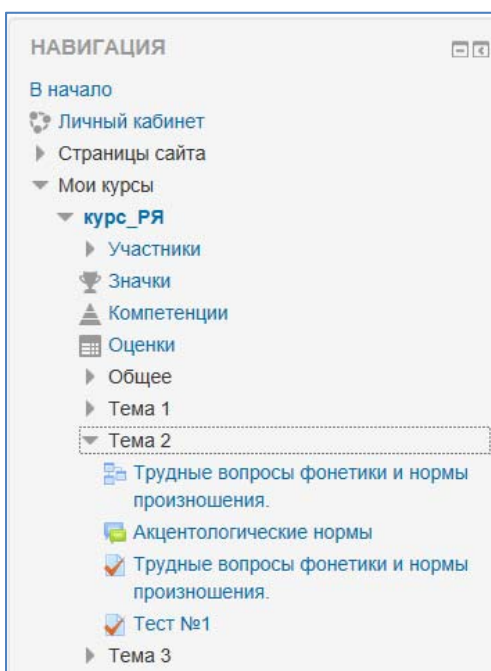 НАВИГАЦИЯ
В начало
Личный кабинет
Страницы сайта
Мои курсы
курс_РЯ
Участники
Значки
Компетенции
Оценки
Общее
Тема 1
Тема 2
Трудные вопросы фонетики и нормы
произношения.
Акцентологические нормы
Трудные вопросы фонетики и нормы
произношения.
Тест №1
Тема 3